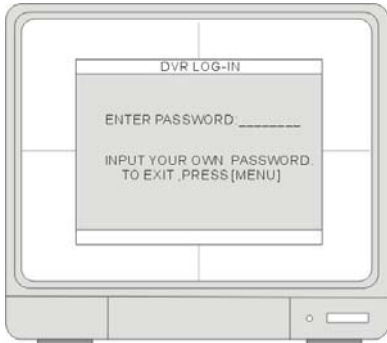 DVR LOG-IN
ENTER PASSWORD:________
INPUT YOUR OWN PASSWORD.
TO EXIT ,PRESS [MENU]